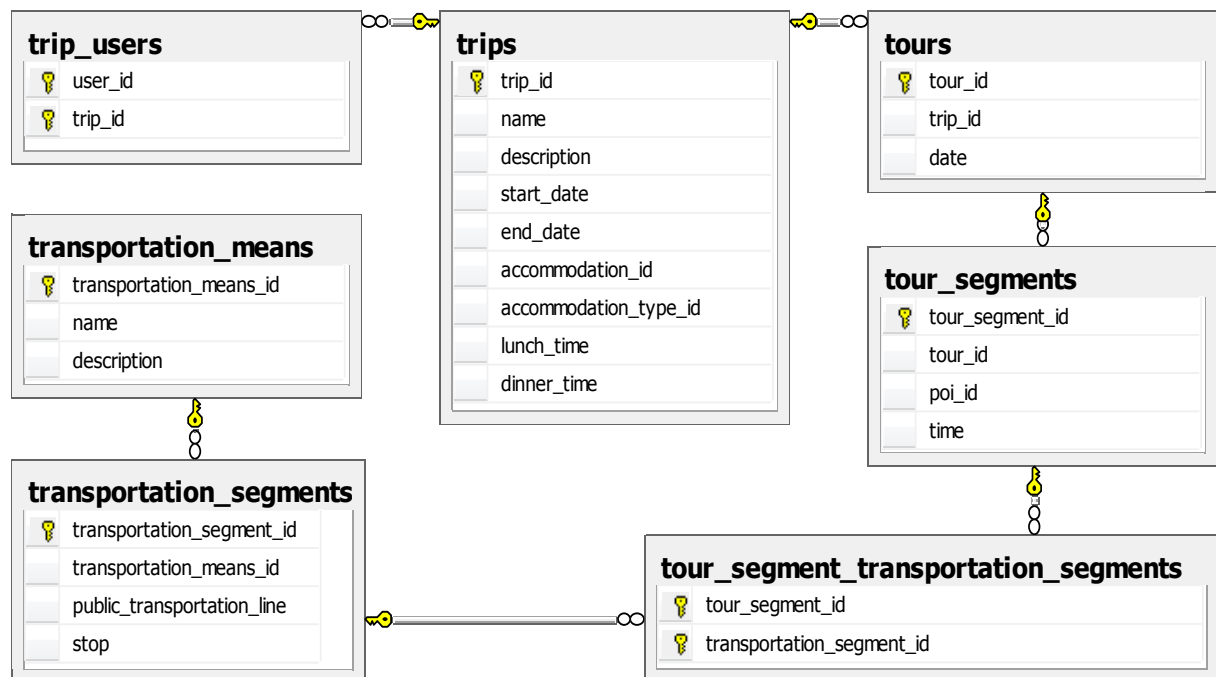 trip_users
user_id
trip_id
trips
trip_id
name
description
start_date
end_date
accommodation_id
accommodation_type_id
lunch_time
dinner_time
tours
tour_id
trip_id
date
transportation_means
transportation_means_id
name
description
tour_segments
tour_segment_id
tour_id
poi_id
time
transportation_segments
transportation_segment_id
transportation_means_id
public_transportation_line
stop
tour_segment_transportation_segments
tour_segment_id
transportation_segment_id